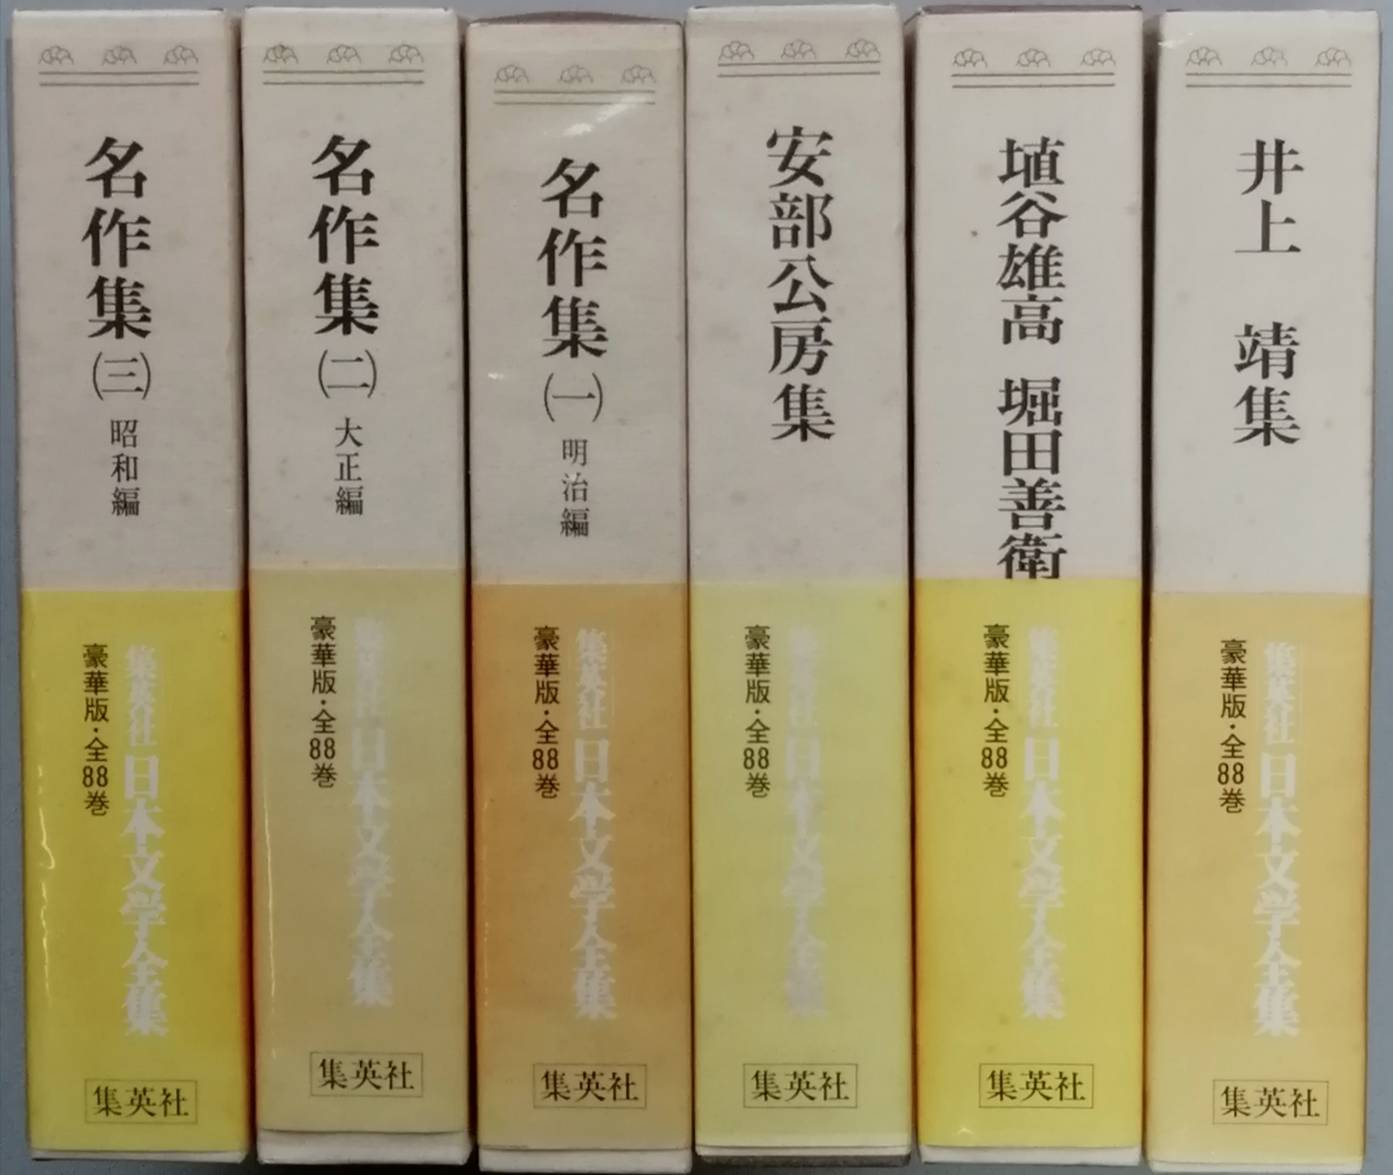 名作集(三)
昭和編
集英社 日本文学全集
豪華版・全88巻
集英社
名作集(二)
大正編
集英社 日本文学全集
豪華版・全88巻
集英社
名作集(一)
明治編
集英社 日本文学全集
豪華版・全88巻
集英社
安部公房集
集英社 日本文学全集
豪華版・全88巻
集英社
埴谷雄高 堀田善衛
集英社 日本文学全集
豪華版・全88巻
集英社
井上 靖集
集英社 日本文学全集
豪華版・全88巻
集英社